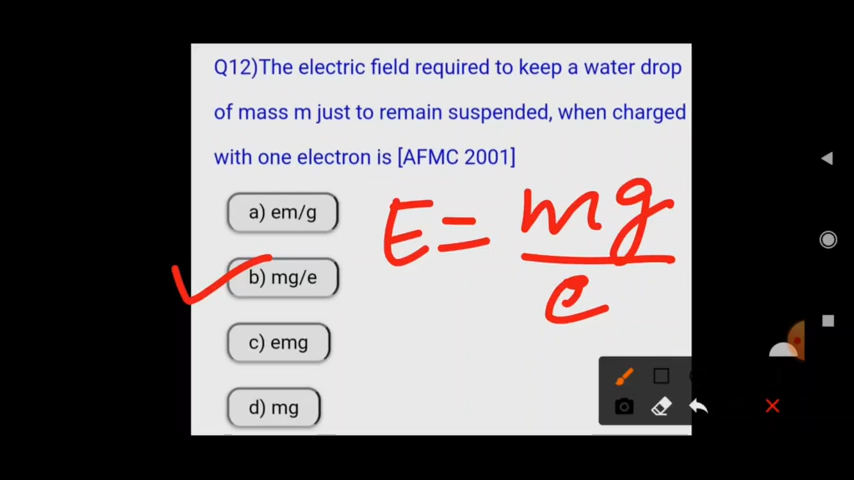 Q12)The electric field required to keep a water drop
of mass m just to remain suspended, when charged
with one electron is [AFMC 2001]
a) em/g
b) mg/e
c) emg
d) mg
E = mg/e